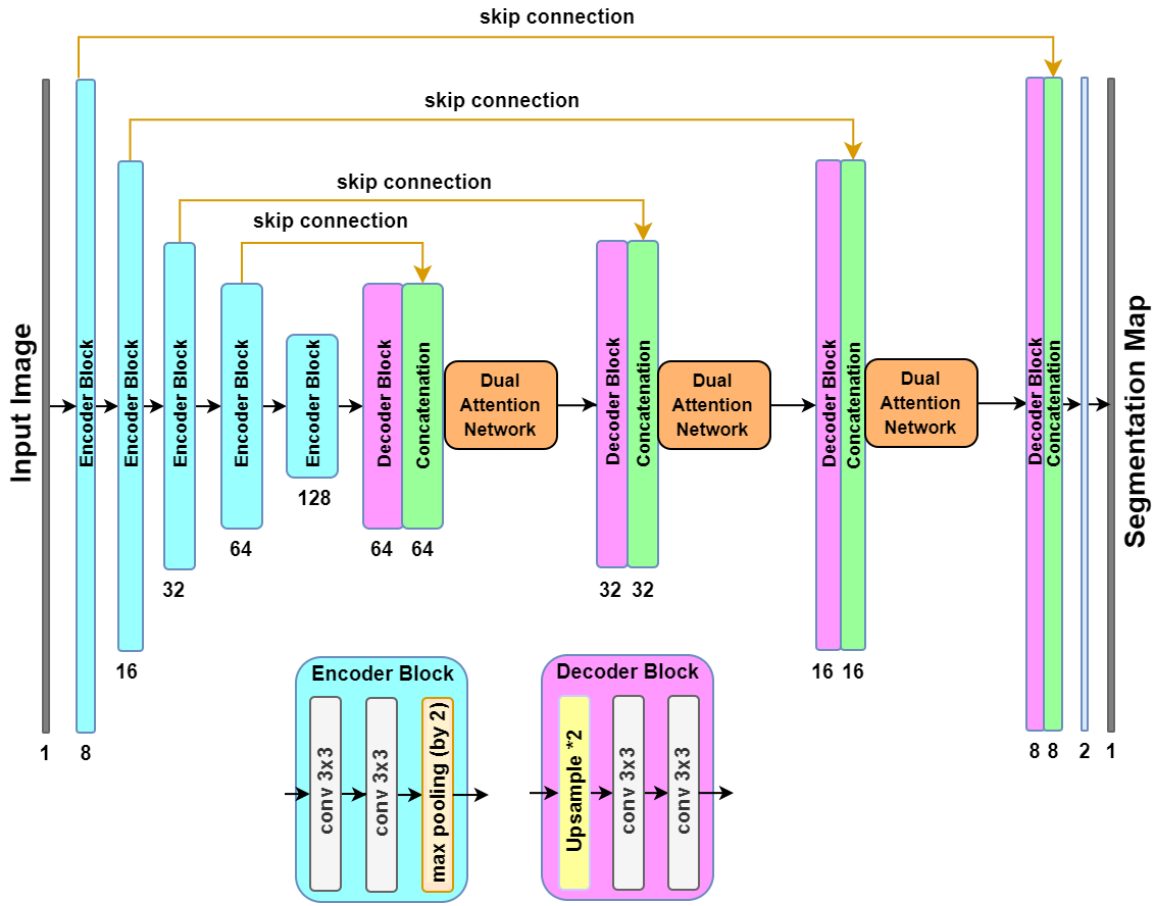 skip connection
skip connection
skip connection
skip connection
Input Image
Encoder Block
Encoder Block
Encoder Block
Encoder Block
Encoder Block
Decoder Block
Concatenation
Dual
Attention
Network
Decoder Block
Concatenation
Dual
Attention
Network
Decoder Block
Concatenation
Dual
Attention
Network
Decoder Block
Concatenation
Segmentation Map
128
64
64 64
32
32 32
16
16 16
1
8
8 8
2
1
Encoder Block
conv 3x3
conv 3x3
max pooling (by 2)
Decoder Block
Upsample *2
conv 3x3
conv 3x3